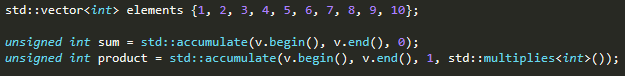 std::vector<int> elements {1, 2, 3, 4, 5, 6, 7, 8, 9, 10};
unsigned int sum = std::accumulate(v.begin(), v.end(), 0);
unsigned int product = std::accumulate(v.begin(), v.end(), 1, std::multiplies<int>());